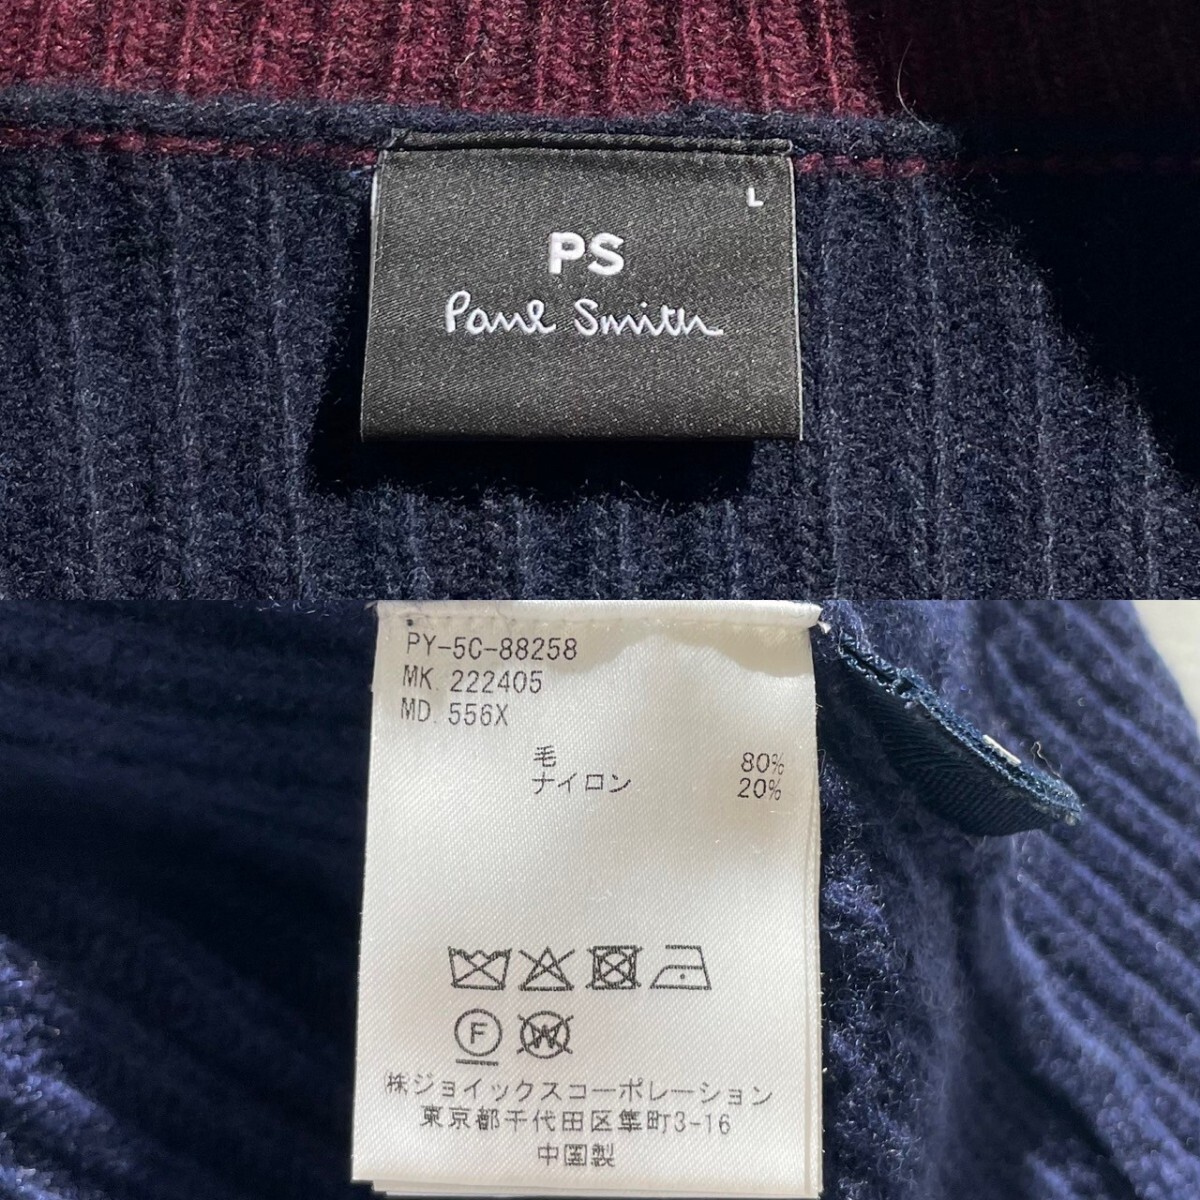 L
PS
Paul Smith
PY-5C-88258
MK. 222405
MD. 556X
毛 80%
ナイロン 20%
F
W
㈱ジョイックスコーポレーション
東京都千代田区隼町3-16
中国製